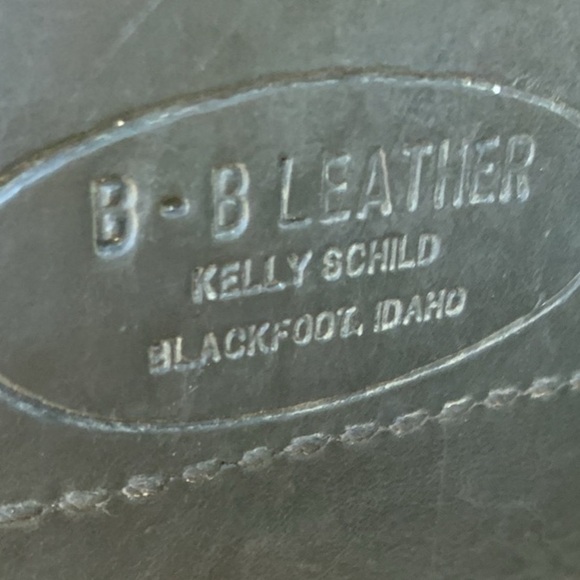 B-B LEATHER
KELLY SCHILD
BLACKFOOT, IDAHO